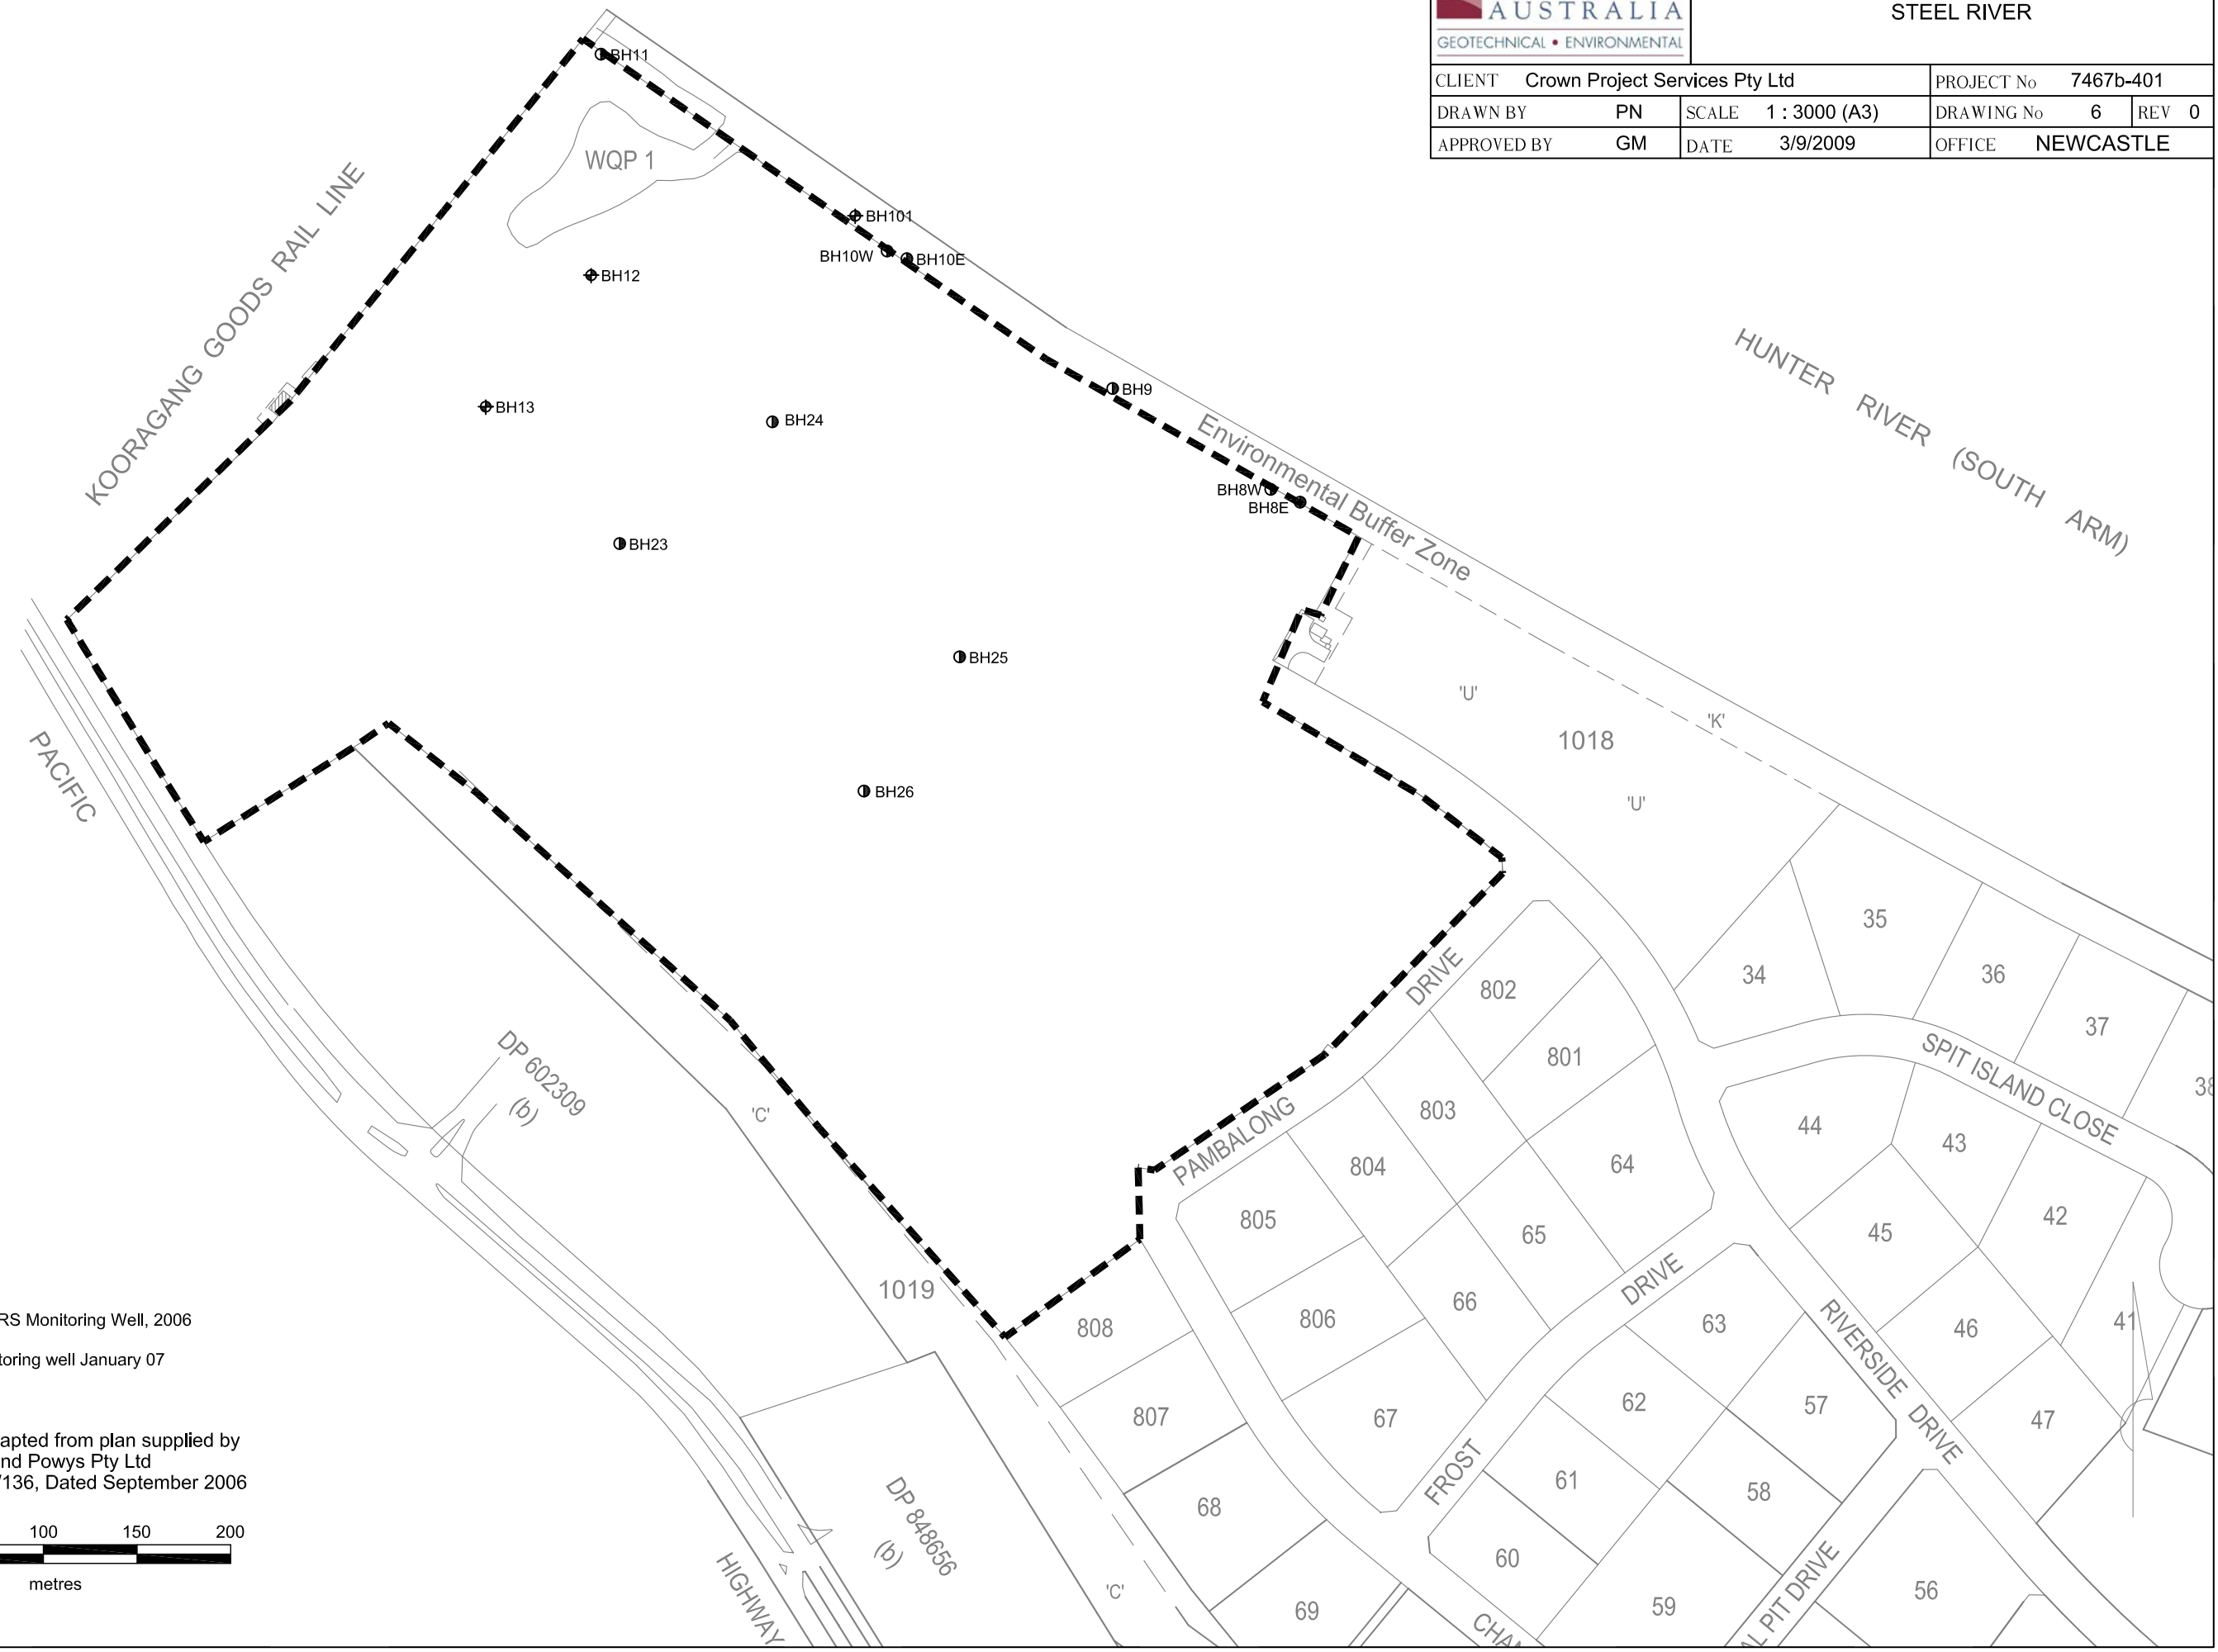 AUSTRALIA
GEOTECHNICAL • ENVIRONMENTAL
STEEL RIVER
CLIENT Crown Project Services Pty Ltd
PROJECT No 7467b-401
DRAWN BY PN
SCALE 1 : 3000 (A3)
DRAWING No 6
REV 0
APPROVED BY GM
DATE 3/9/2009
OFFICE NEWCASTLE
BH11
WQP 1
KOORAGANG GOODS RAIL LINE
BH101
BH10W
BH10E
BH12
HUNTER RIVER (SOUTH ARM)
BH9
BH13
BH24
Environmental Buffer Zone
BH8W
BH8E
BH23
BH25
'U'
'K'
1018
PACIFIC
BH26
'U'
35
34
36
802
DRIVE
37
801
SPIT ISLAND CLOSE
DP 602309
(b)
'C'
38
803
PAMBALONG
44
43
804
64
805
42
65
45
1019
DRIVE
66
806
808
63
RIVERSIDE DRIVE
46
41
RS Monitoring Well, 2006
toring well January 07
62
57
807
67
47
apted from plan supplied by
nd Powys Pty Ltd
/136, Dated September 2006
FROST
61
58
68
DP 848656
(b)
100 150 200
metres
60
HIGHWAY
'C'
69
59
56
CHA
AL PIT DRIVE